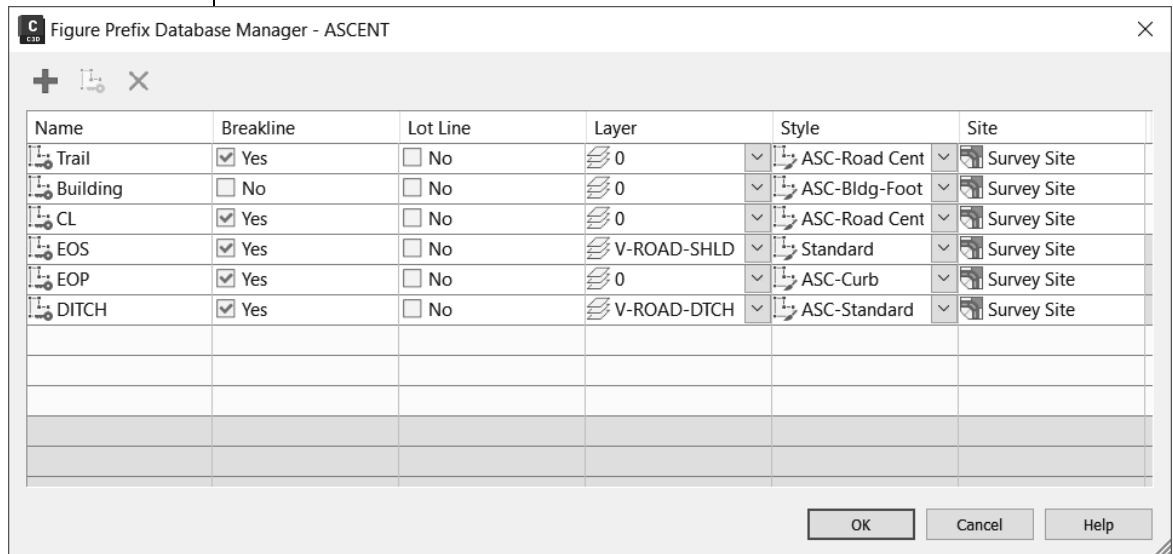 C
C3D
Figure Prefix Database Manager - ASCENT
Name Breakline Lot Line Layer Style Site
Trail Yes No 0 ASC-Road Cent Survey Site
Building No No 0 ASC-Bldg-Foot Survey Site
CL Yes No 0 ASC-Road Cent Survey Site
EOS Yes No V-ROAD-SHLD Standard Survey Site
EOP Yes No 0 ASC-Curb Survey Site
DITCH Yes No V-ROAD-DTCH ASC-Standard Survey Site
OK Cancel Help